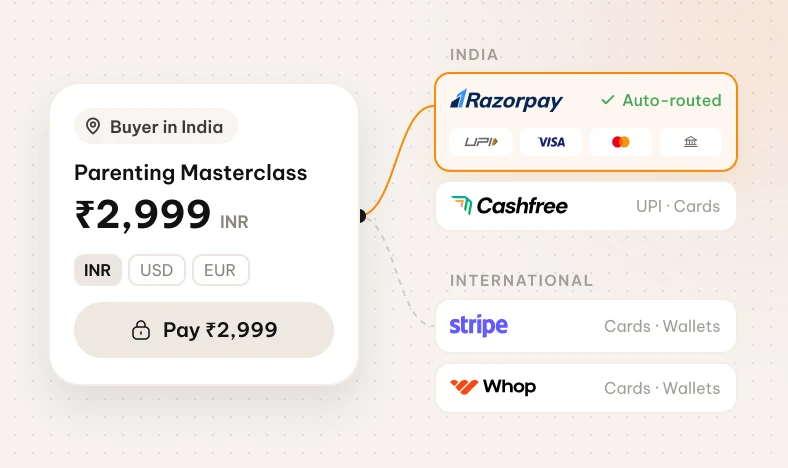 Buyer in India
Parenting Masterclass
₹2,999 INR
INR USD EUR
Pay ₹2,999
INDIA
Razorpay Auto-routed
UPI VISA
Cashfree UPI · Cards
INTERNATIONAL
stripe Cards · Wallets
Whop Cards · Wallets